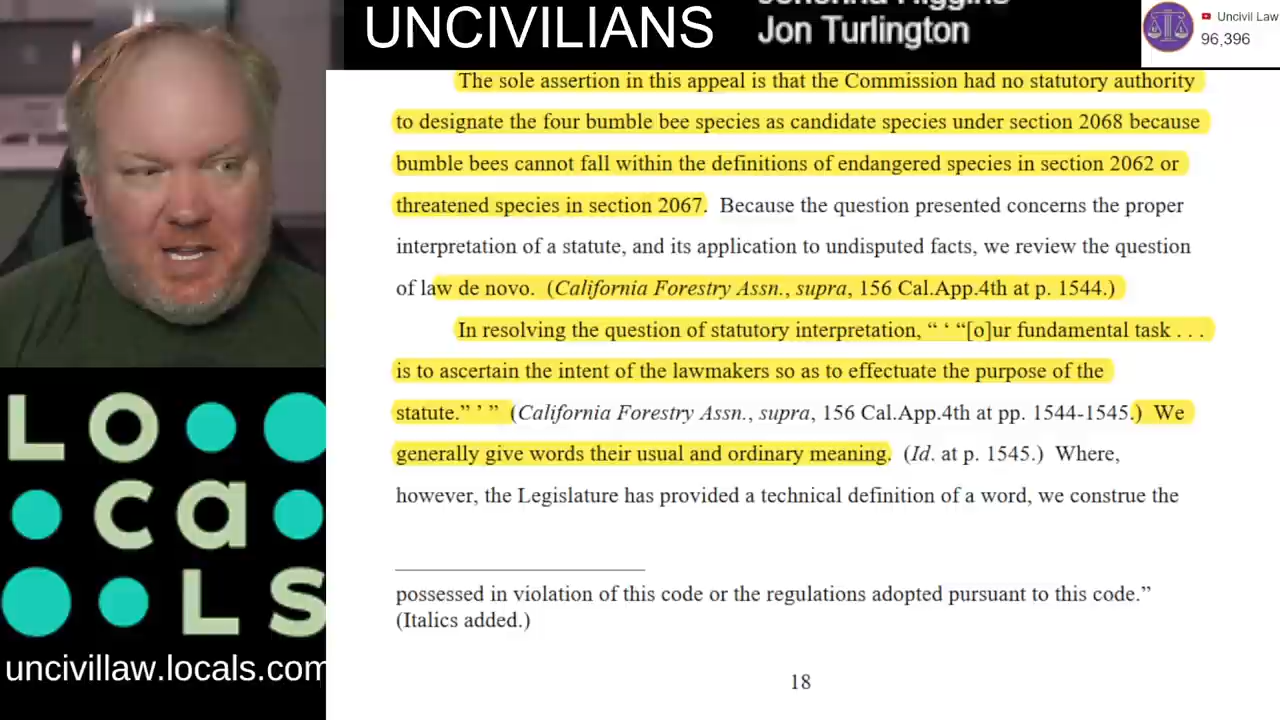 UNCIVILIANS
Jon Turlington
Uncivil Law
96,396
The sole assertion in this appeal is that the Commission had no statutory authority
to designate the four bumble bee species as candidate species under section 2068 because
bumble bees cannot fall within the definitions of endangered species in section 2062 or
threatened species in section 2067. Because the question presented concerns the proper
interpretation of a statute, and its application to undisputed facts, we review the question
of law de novo. (California Forestry Assn., supra, 156 Cal.App.4th at p. 1544.)
In resolving the question of statutory interpretation, “ ‘ “[o]ur fundamental task . . .
is to ascertain the intent of the lawmakers so as to effectuate the purpose of the
statute.” ’ ” (California Forestry Assn., supra, 156 Cal.App.4th at pp. 1544-1545.) We
generally give words their usual and ordinary meaning. (Id. at p. 1545.) Where,
however, the Legislature has provided a technical definition of a word, we construe the
possessed in violation of this code or the regulations adopted pursuant to this code.”
(Italics added.)
18
LO
ca
LS
uncivillaw.locals.com